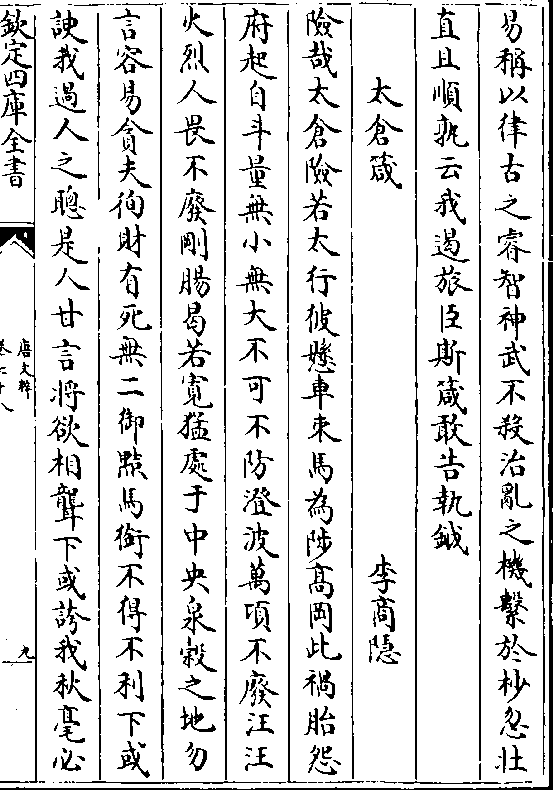 易稱以律古之睿智神武不殺治亂之機繫於杪忽壯
直且順孰云我遏旅臣斯箴敢告執鉞
太倉箴 李商隱
險哉太倉險若太行彼懸車束馬為陟髙岡此禍胎怨
府起自斗量無小無大不可不防澄波萬頃不廢汪汪
火烈人畏不廢剛腸曷若寛猛處于中央泉榖之地勿
言容易貪夫徇財有死無二御黠馬銜不得不利下或
諛我過人之聰是人甘言將欲相聾下或誇我秋毫必
欽定四庫全書
唐文粹
卷七十八
九